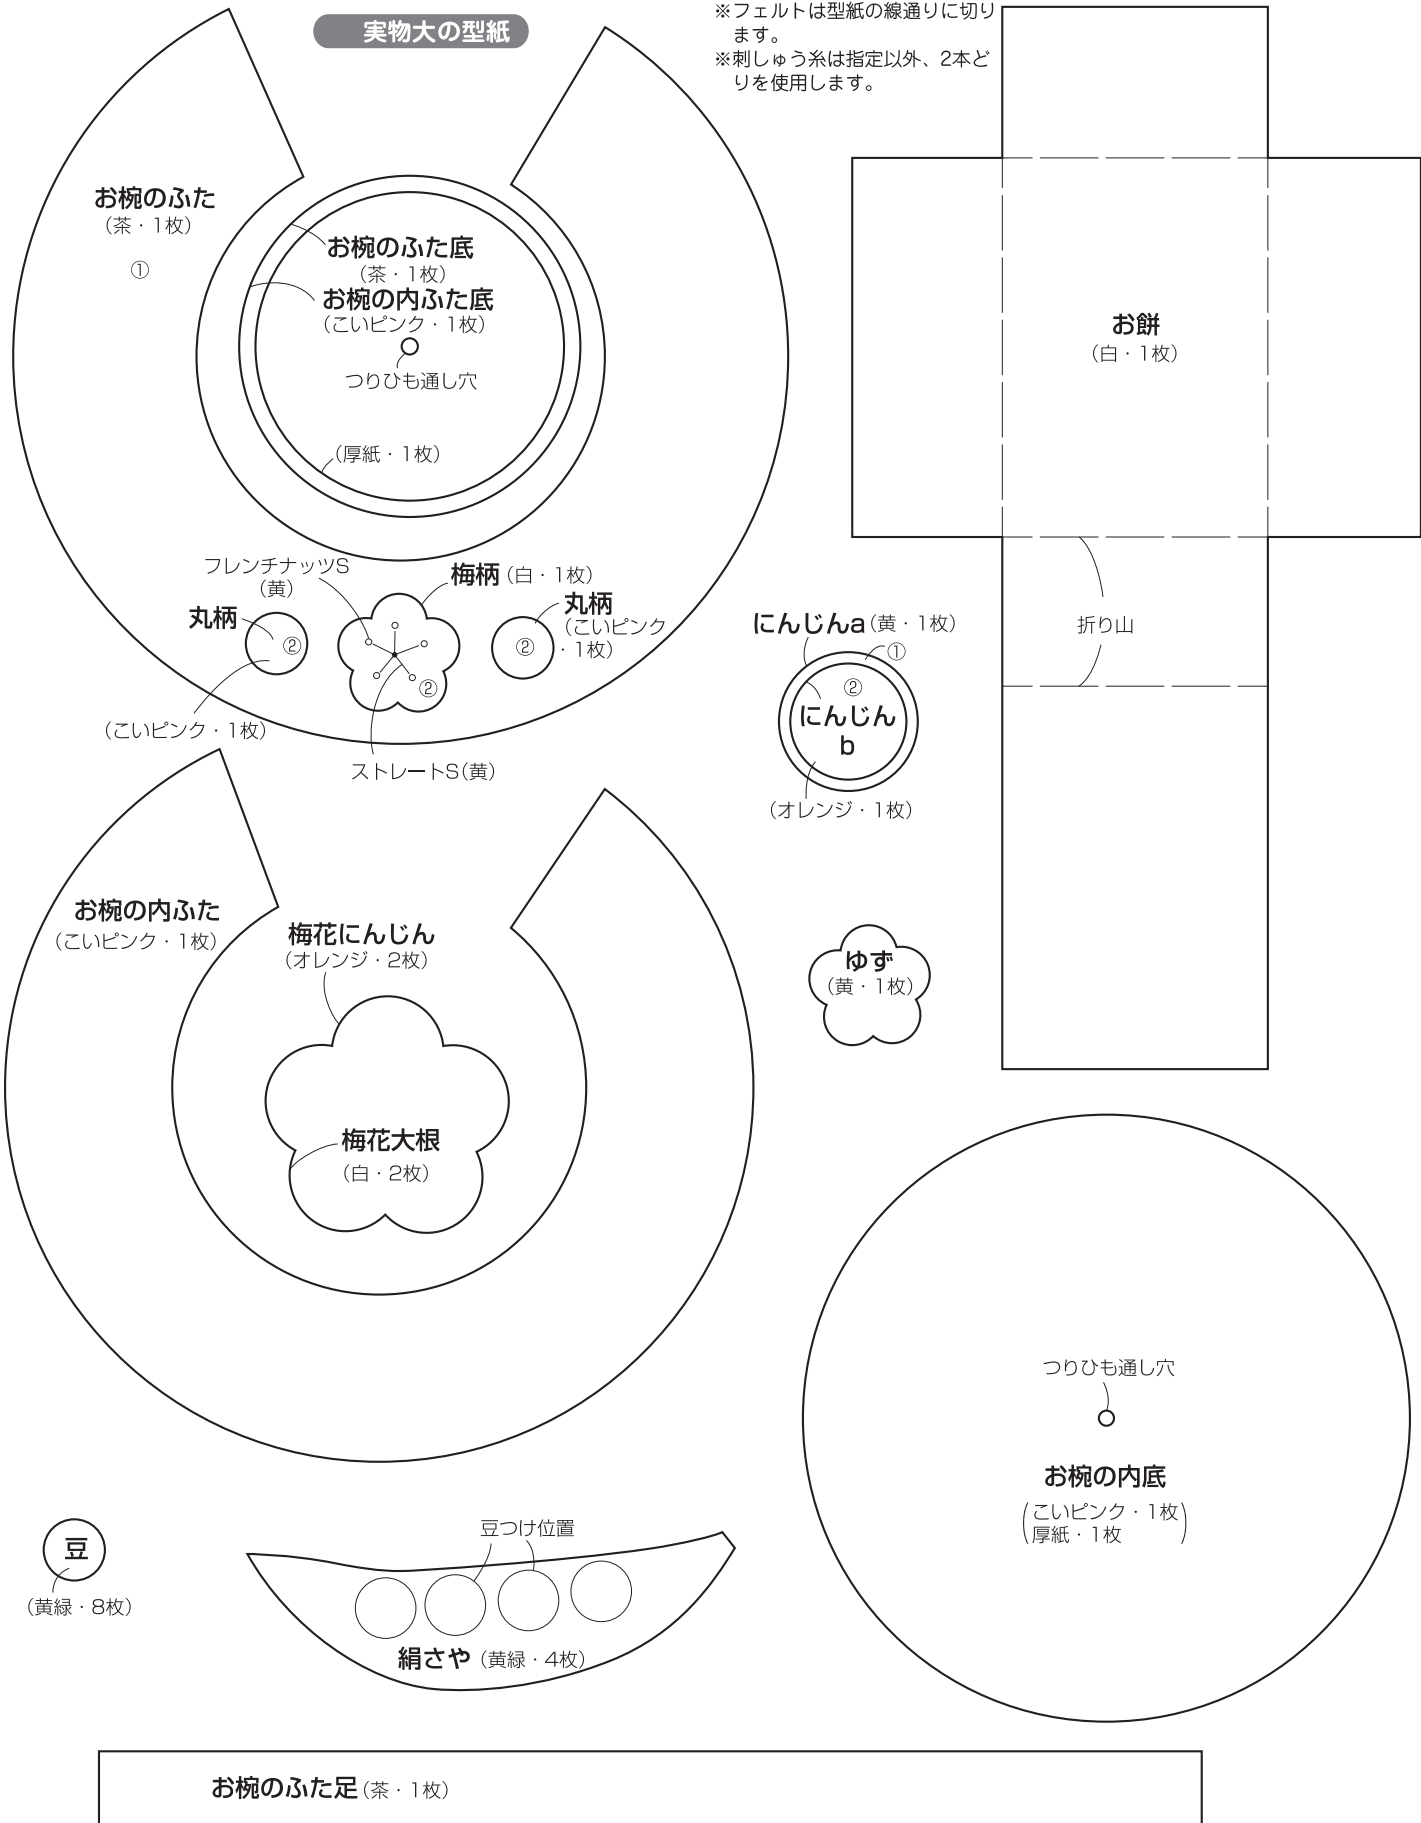 実物大の型紙
※フェルトは型紙の線通りに切り
ます。
※刺しゅう糸は指定以外、2本ど
りを使用します。
お椀のふた
（茶・1枚）
①
お椀のふた底
（茶・1枚）
お椀の内ふた底
（こいピンク・1枚）
つりひも通し穴
（厚紙・1枚）
お餅
（白・1枚）
フレンチナッツS
（黄）
梅柄（白・1枚）
丸柄
②
（こいピンク・1枚）
②
丸柄
（こいピンク
・1枚）
②
ストレートS（黄）
にんじんa（黄・1枚）
①
②
にんじん
b
（オレンジ・1枚）
折り山
お椀の内ふた
（こいピンク・1枚）
梅花にんじん
（オレンジ・2枚）
梅花大根
（白・2枚）
ゆず
（黄・1枚）
つりひも通し穴
お椀の内底
（こいピンク・1枚
厚紙・1枚）
豆
（黄緑・8枚）
豆つけ位置
絹さや（黄緑・4枚）
お椀のふた足（茶・1枚）